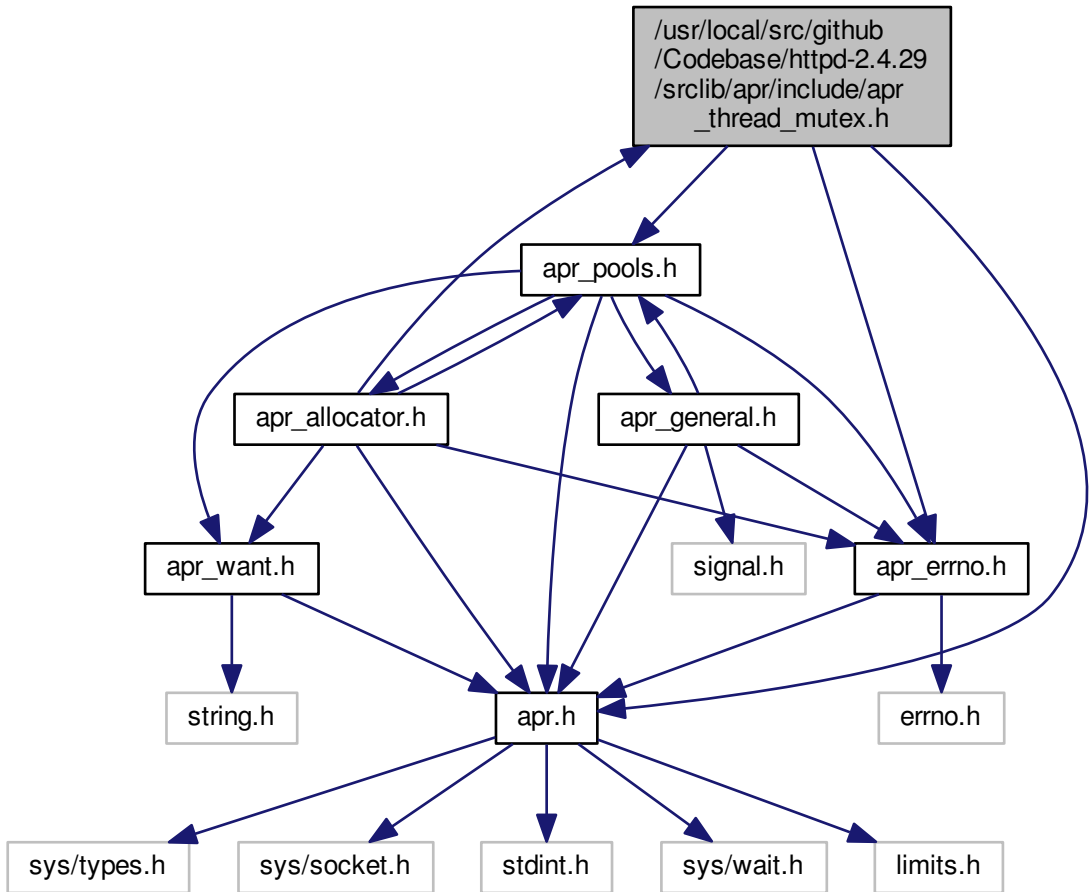 /usr/local/src/github
/Codebase/httpd-2.4.29
/srclib/apr/include/apr
_thread_mutex.h
apr_pools.h
apr_allocator.h
apr_general.h
apr_want.h
signal.h
apr_errno.h
string.h
apr.h
errno.h
sys/types.h
sys/socket.h
stdint.h
sys/wait.h
limits.h